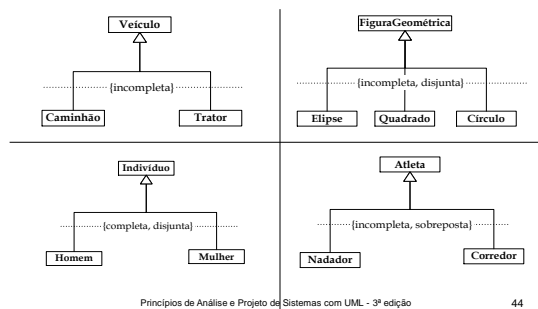 Veículo
{incompleta}
Caminhão Trator
FiguraGeométrica
{incompleta, disjunta}
Elipse Quadrado Círculo
Indivíduo
{completa, disjunta}
Homem Mulher
Atleta
{incompleta, sobreposta}
Nadador Corredor
Princípios de Análise e Projeto de Sistemas com UML - 3ª edição 44